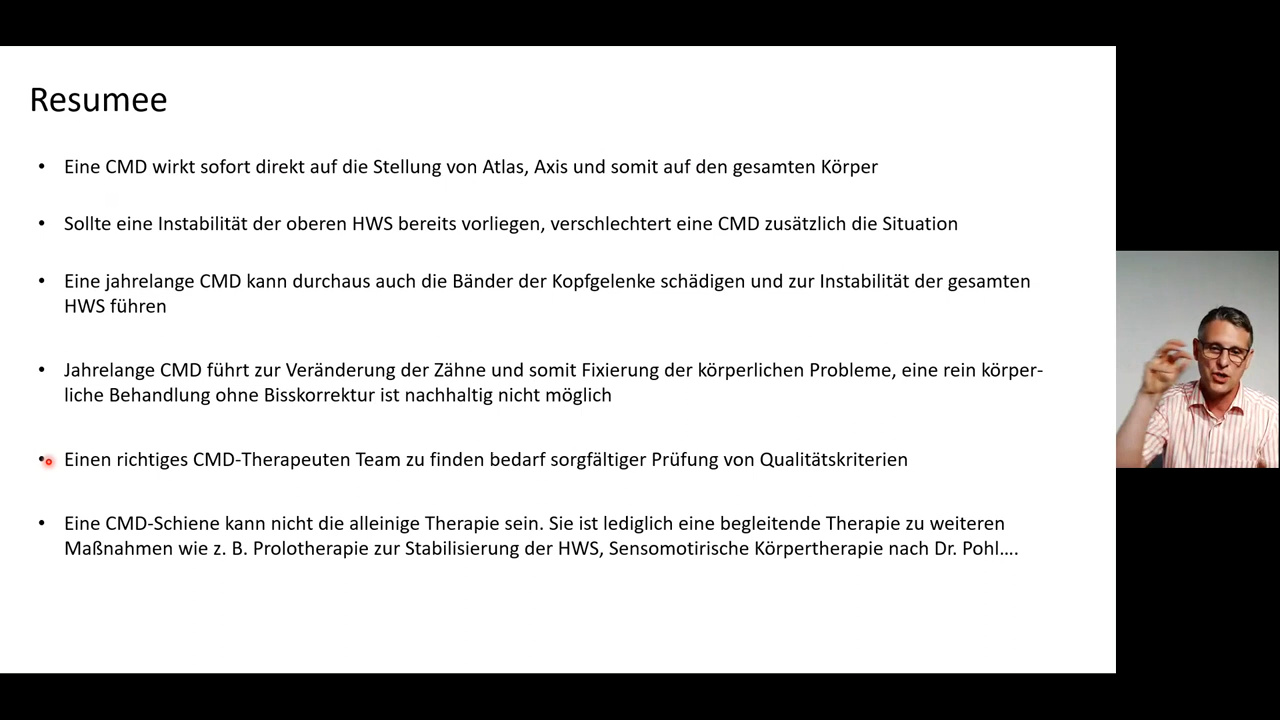 Resumee
• Eine CMD wirkt sofort direkt auf die Stellung von Atlas, Axis und somit auf den gesamten Körper
• Sollte eine Instabilität der oberen HWS bereits vorliegen, verschlechtert eine CMD zusätzlich die Situation
• Eine jahrelange CMD kann durchaus auch die Bänder der Kopfgelenke schädigen und zur Instabilität der gesamten
HWS führen
• Jahrelange CMD führt zur Veränderung der Zähne und somit Fixierung der körperlichen Probleme, eine rein körper-
liche Behandlung ohne Bisskorrektur ist nachhaltig nicht möglich
• Einen richtiges CMD-Therapeuten Team zu finden bedarf sorgfältiger Prüfung von Qualitätskriterien
• Eine CMD-Schiene kann nicht die alleinige Therapie sein. Sie ist lediglich eine begleitende Therapie zu weiteren
Maßnahmen wie z. B. Prolotherapie zur Stabilisierung der HWS, Sensomotirische Körpertherapie nach Dr. Pohl….